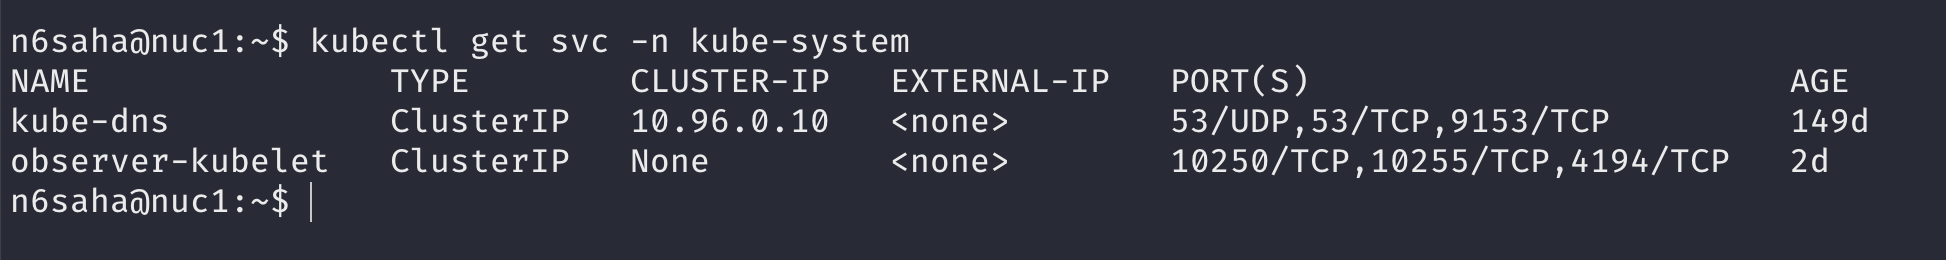 n6saha@nuc1:~$ kubectl get svc -n kube-system
NAME               TYPE        CLUSTER-IP   EXTERNAL-IP   PORT(S)                        AGE
kube-dns           ClusterIP   10.96.0.10   <none>        53/UDP,53/TCP,9153/TCP         149d
observer-kubelet   ClusterIP   None         <none>        10250/TCP,10255/TCP,4194/TCP   2d
n6saha@nuc1:~$